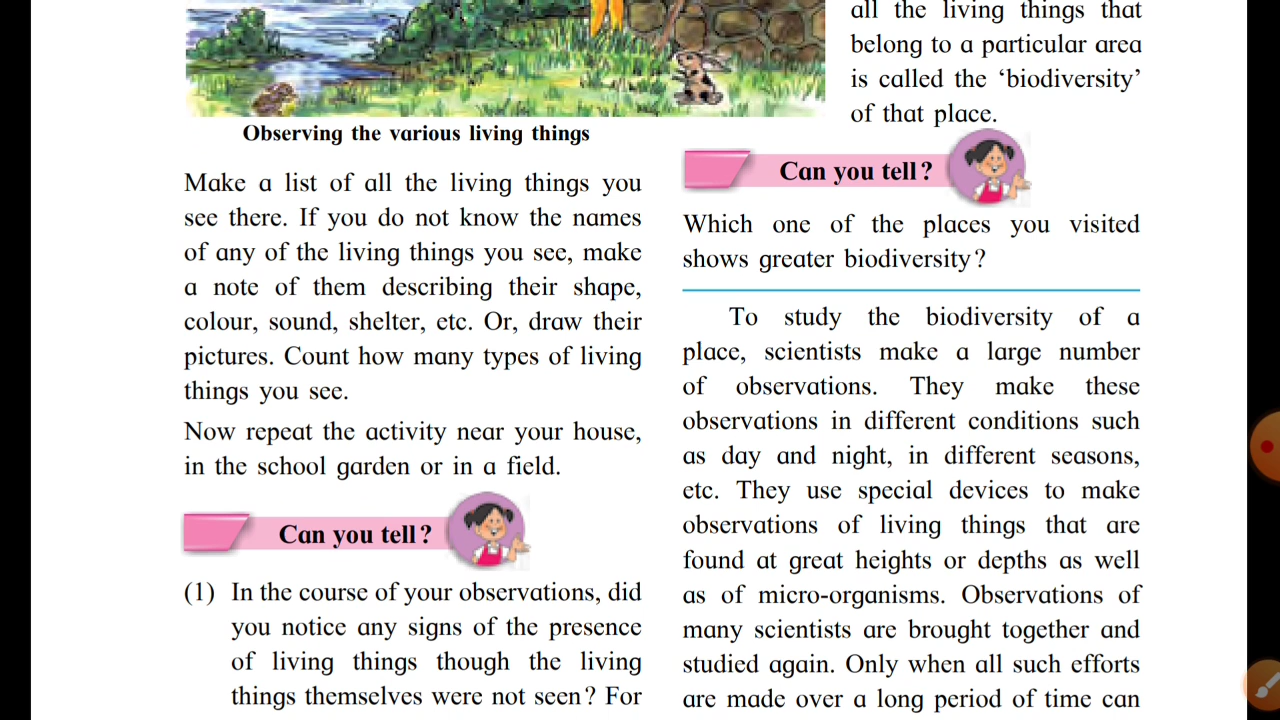 Observing the various living things
Make a list of all the living things you
see there. If you do not know the names
of any of the living things you see, make
a note of them describing their shape,
colour, sound, shelter, etc. Or, draw their
pictures. Count how many types of living
things you see.
Now repeat the activity near your house,
in the school garden or in a field.
Can you tell?
(1) In the course of your observations, did
you notice any signs of the presence
of living things though the living
things themselves were not seen? For
all the living things that
belong to a particular area
is called the ‘biodiversity’
of that place.
Can you tell?
Which one of the places you visited
shows greater biodiversity?
To study the biodiversity of a
place, scientists make a large number
of observations. They make these
observations in different conditions such
as day and night, in different seasons,
etc. They use special devices to make
observations of living things that are
found at great heights or depths as well
as of micro-organisms. Observations of
many scientists are brought together and
studied again. Only when all such efforts
are made over a long period of time can